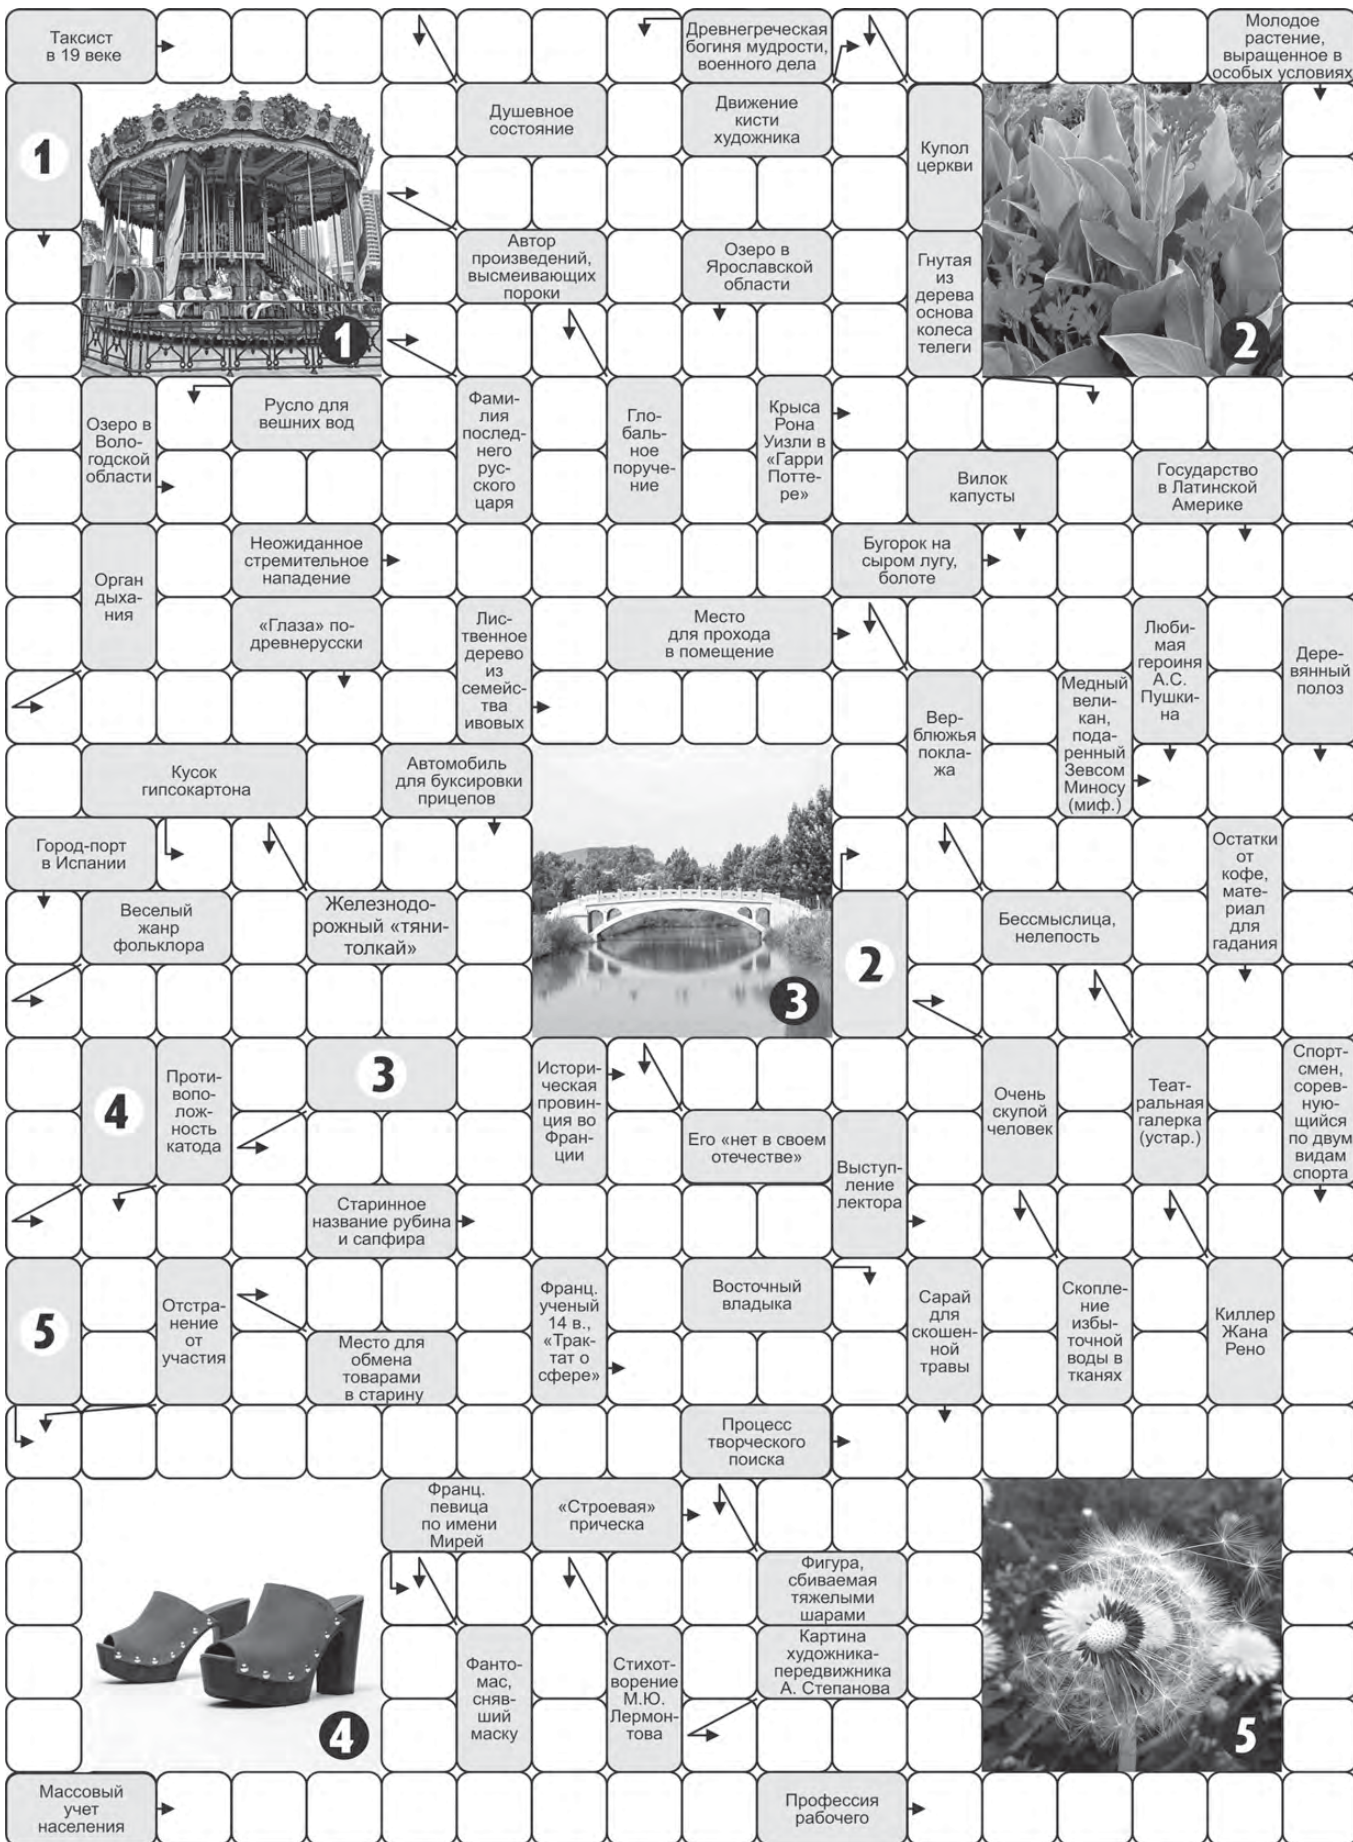 Таксист
в 19 веке
Древнегреческая
богиня мудрости,
военного дела
Молодое
растение,
выращенное в
особых условиях
1
Душевное
состояние
Движение
кисти
художника
Купол
церкви
Автор
произведений,
высмеивающих
пороки
Озеро в
Ярославской
области
Гнутая
из
дерева
основа
колеса
телеги
1
2
Озеро в
Воло-
годской
области
Русло для
вешних вод
Фами-
лия
послед-
него
рус-
ского
царя
Гло-
баль-
ное
поруче-
ние
Крыса
Рона
Уизли в
«Гарри
Потте-
ре»
Вилок
капусты
Государство
в Латинской
Америке
Орган
дыха-
ния
Неожиданное
стремительное
нападение
Бугорок на
сыром лугу,
болоте
«Глаза» по-
древнерусски
Лис-
твенное
дерево
из
семейс-
тва
ивовых
Место
для прохода
в помещение
Люби-
мая
героиня
А.С.
Пушки-
на
Дере-
вянный
полоз
Вер-
блюжья
покла-
жа
Медный
вели-
кан,
пода-
ренный
Зевсом
Миносу
(миф.)
Кусок
гипсокартона
Автомобиль
для буксировки
прицепов
Город-порт
в Испании
Остатки
от
кофе,
мате-
риал
для
гадания
Веселый
жанр
фольклора
Железнодо-
рожный «тяни-
толкай»
3
2
Бессмыслица,
нелепость
4
Проти-
вопо-
лож-
ность
катода
3
Истори-
ческая
провин-
ция во
Фран-
ции
Очень
скупой
человек
Теат-
ральная
галерка
(устар.)
Спорт-
смен,
сорев-
ную-
щийся
по двум
видам
спорта
Его «нет в своем
отечестве»
Выступ-
ление
лектора
Старинное
название рубина
и сапфира
5
Отстра-
нение
от
участия
Место для
обмена
товарами
в старину
Франц.
ученый
14 в.,
«Трак-
тат о
сфере»
Восточный
владыка
Сарай
для
скошен-
ной
травы
Скопле-
ние
избы-
точной
воды в
тканях
Киллер
Жана
Рено
Процесс
творческого
поиска
Франц.
певица
по имени
Мирей
«Строевая»
прическа
Фигура,
сбиваемая
тяжелыми
шарами
Фанто-
мас,
сняв-
ший
маску
Стихот-
ворение
М.Ю.
Лермон-
това
Картина
художника-
передвижника
А. Степанова
4
5
Массовый
учет
населения
Профессия
рабочего